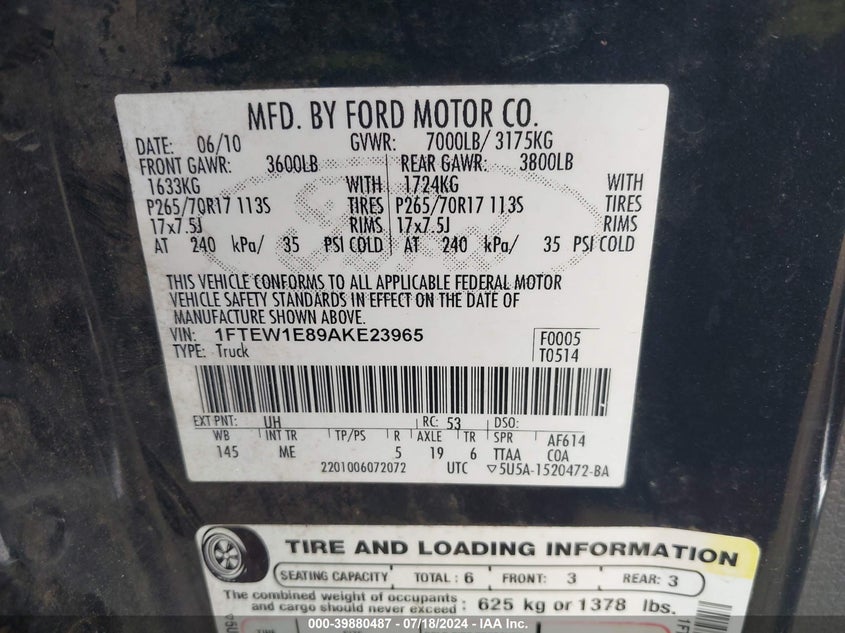 MFD. BY FORD MOTOR CO.
DATE: 06/10 GVWR: 7000LB/ 3175KG
FRONT GAWR: 3600LB REAR GAWR: 3800LB
1633KG WITH 1724KG WITH
P265/70R17 113S TIRES P265/70R17 113S TIRES
17x7.5J RIMS 17x7.5J RIMS
AT 240 kPa/ 35 PSI COLD AT 240 kPa/ 35 PSI COLD
THIS VEHICLE CONFORMS TO ALL APPLICABLE FEDERAL MOTOR
VEHICLE SAFETY STANDARDS IN EFFECT ON THE DATE OF
MANUFACTURE SHOWN ABOVE.
VIN: 1FTEW1E89AKE23965 F0005
TYPE: Truck T0514
EXT PNT: UH RC: 53 DSO:
WB INT TR TP/PS R AXLE TR SPR AF614
145 ME 5 19 6 TTAA COA
2201006072072 UTC ▽5U5A-1520472-BA
TIRE AND LOADING INFORMATION
SEATING CAPACITY TOTAL : 6 FRONT: 3 REAR: 3
The combined weight of occupants
and cargo should never exceed : 625 kg or 1378 lbs.
000-39880487 - 07/18/2024 - IAA Inc.